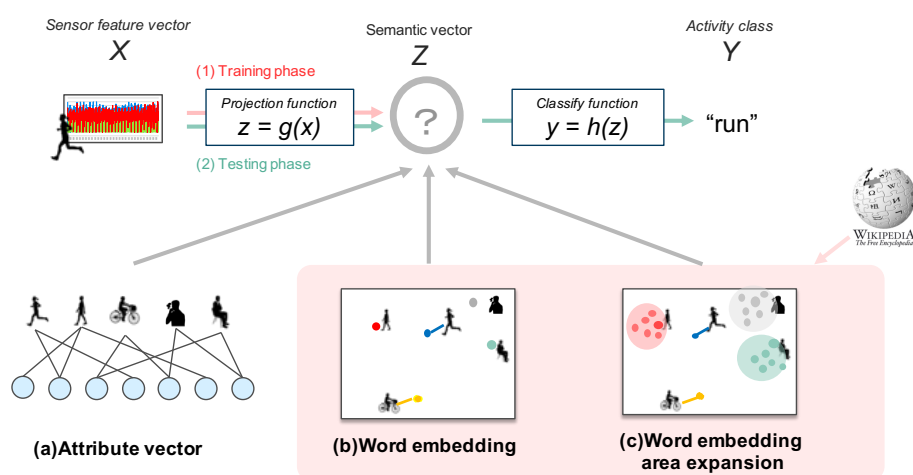 Sensor feature vector
X
Semantic vector
Z
Activity class
Y
(1) Training phase
Projection function
z = g(x)
?
Classify function
y = h(z)
“run”
(2) Testing phase
WIKIPEDIA
The Free Encyclopedia
(a)Attribute vector
(b)Word embedding
(c)Word embedding
area expansion